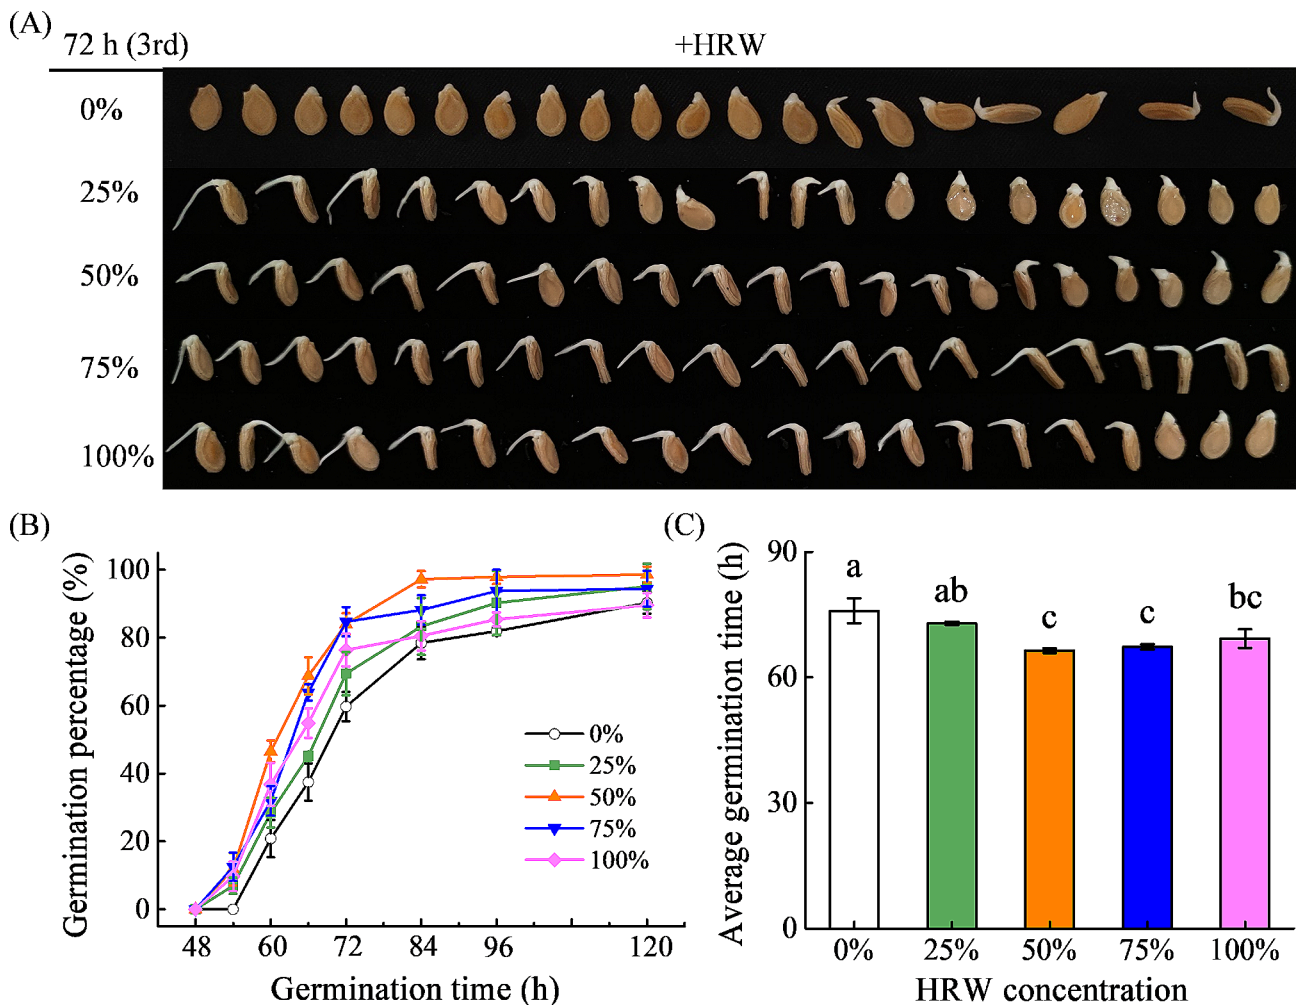 (A)
72 h (3rd)
+HRW
0%
25%
50%
75%
100%
(B)
Germination percentage (%)
100
80
60
40
20
0
48 60 72 84 96 120
Germination time (h)
0%
25%
50%
75%
100%
(C)
Average germination time (h)
90
60
30
0
a
ab
c
c
bc
0% 25% 50% 75% 100%
HRW concentration